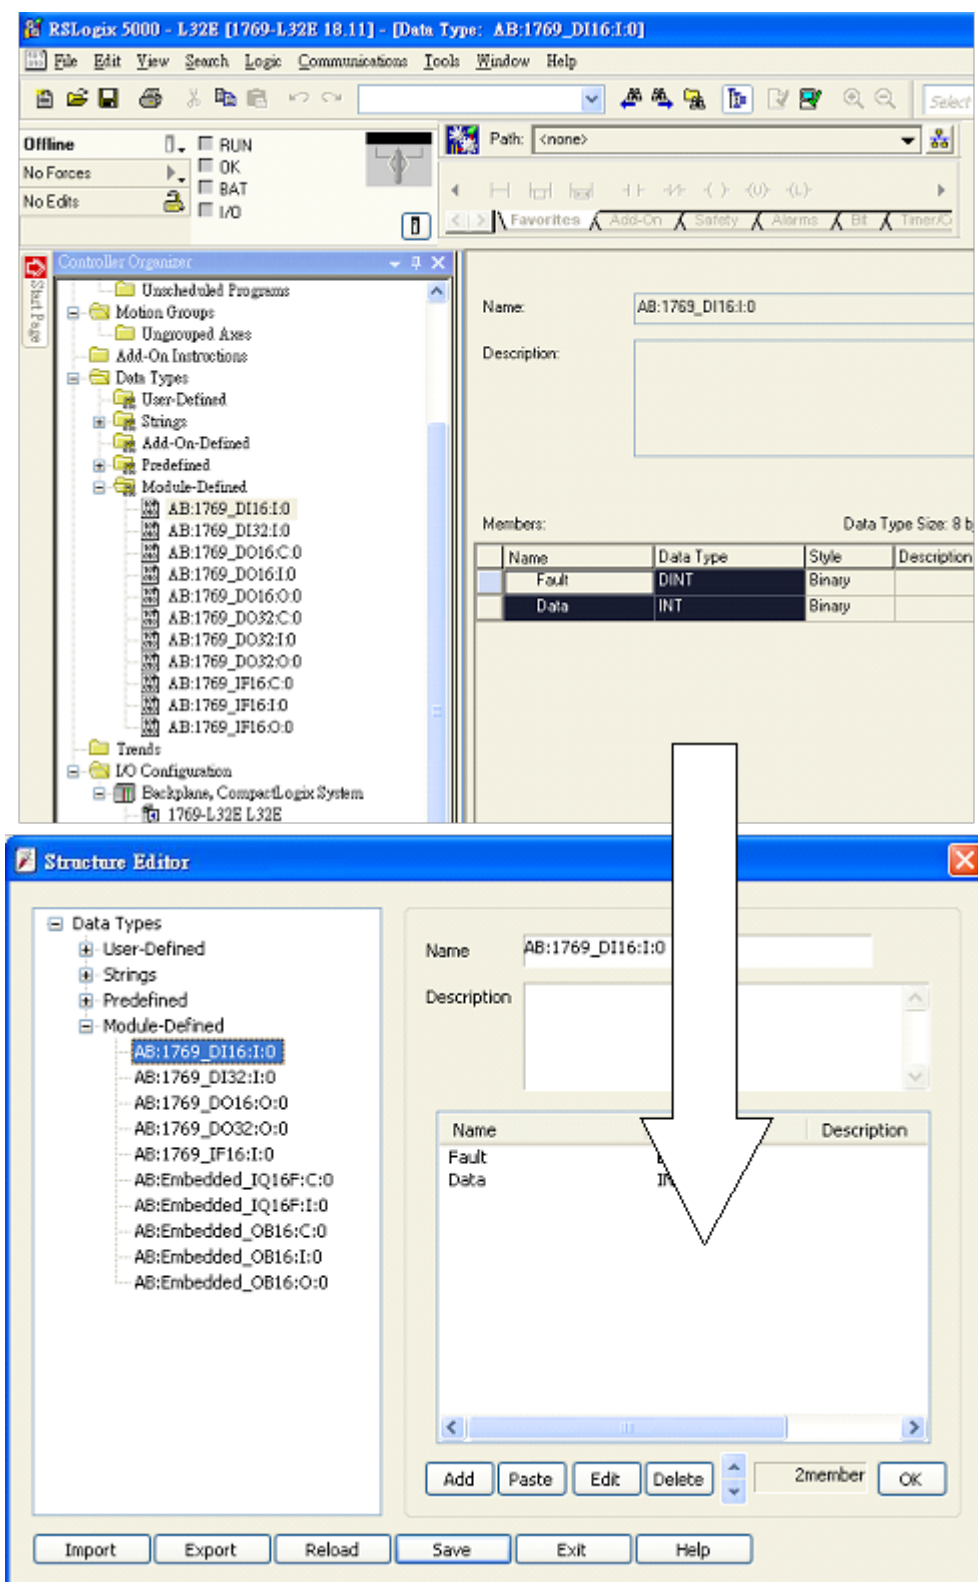 RSLogix 5000 - L32E [1769-L32E 18.11] - [Data Type: AB:1769_DI16:I:0]
File Edit View Search Logic Communications Tools Window Help
Select
Offline
RUN
No Forces
OK
BAT
No Edits
I/O
Path: <none>
Favorites Add-On Safety Alarms Bit Timer/C
Start Page
Controller Organizer
Unscheduled Programs
Motion Groups
Ungrouped Axes
Add-On Instructions
Data Types
User-Defined
Strings
Add-On-Defined
Predefined
Module-Defined
AB:1769_DI16:I:0
AB:1769_DI32:I:0
AB:1769_DO16:C:0
AB:1769_DO16:I:0
AB:1769_DO16:O:0
AB:1769_DO32:C:0
AB:1769_DO32:I:0
AB:1769_DO32:O:0
AB:1769_IF16:C:0
AB:1769_IF16:I:0
AB:1769_IF16:O:0
Trends
I/O Configuration
Backplane, CompactLogix System
1769-L32E L32E
Name: AB:1769_DI16:I:0
Description:
Members: Data Type Size: 8 b
Name Data Type Style Description
Fault DINT Binary
Data INT Binary
Structure Editor
Data Types
User-Defined
Strings
Predefined
Module-Defined
AB:1769_DI16:I:0
AB:1769_DI32:I:0
AB:1769_DO16:O:0
AB:1769_DO32:O:0
AB:1769_IF16:I:0
AB:Embedded_IQ16F:C:0
AB:Embedded_IQ16F:I:0
AB:Embedded_OB16:C:0
AB:Embedded_OB16:I:0
AB:Embedded_OB16:O:0
Name AB:1769_DI16:I:0
Description
Name Description
Fault
Data
Add Paste Edit Delete 2member OK
Import Export Reload Save Exit Help